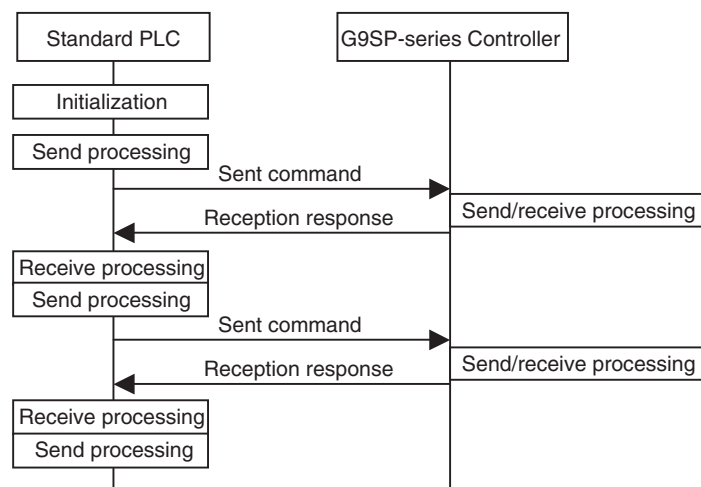 Standard PLC
G9SP-series Controller
Initialization
Send processing
Sent command
Send/receive processing
Reception response
Receive processing
Send processing
Sent command
Send/receive processing
Reception response
Receive processing
Send processing